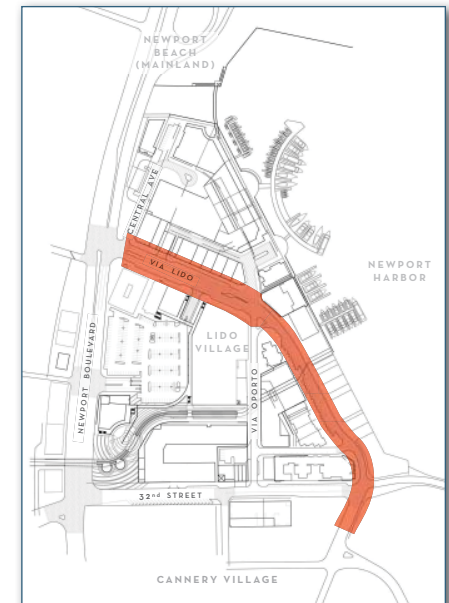 NEWPORT
BEACH
(MAINLAND)
CENTRAL AVE
VIA LIDO
NEWPORT
HARBOR
LIDO
VILLAGE
NEWPORT BOULEVARD
VIA OPORTO
32nd STREET
CANNERY VILLAGE